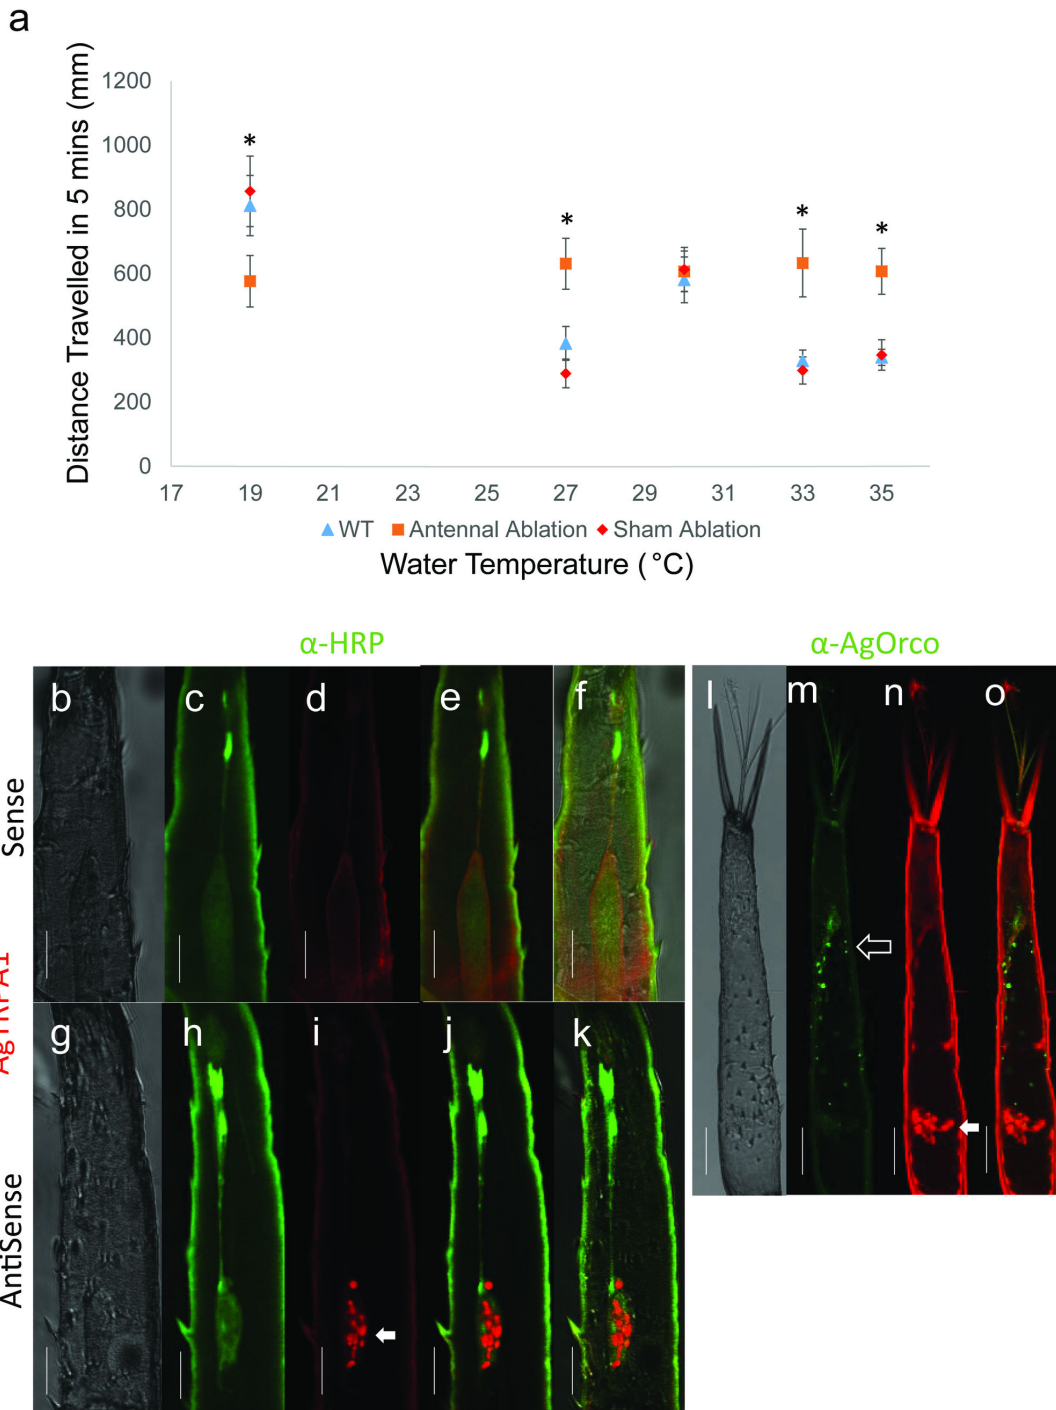 a
Distance Travelled in 5 mins (mm)
1200
1000
800
600
400
200
0
*
*
*
*
17 19 21 23 25 27 29 31 33 35
WT Antennal Ablation Sham Ablation
Water Temperature (°C)
α-HRP
α-AgOrco
Sense
AgTRPA1
AntiSense
b c d e f
g h i j k
l m n o